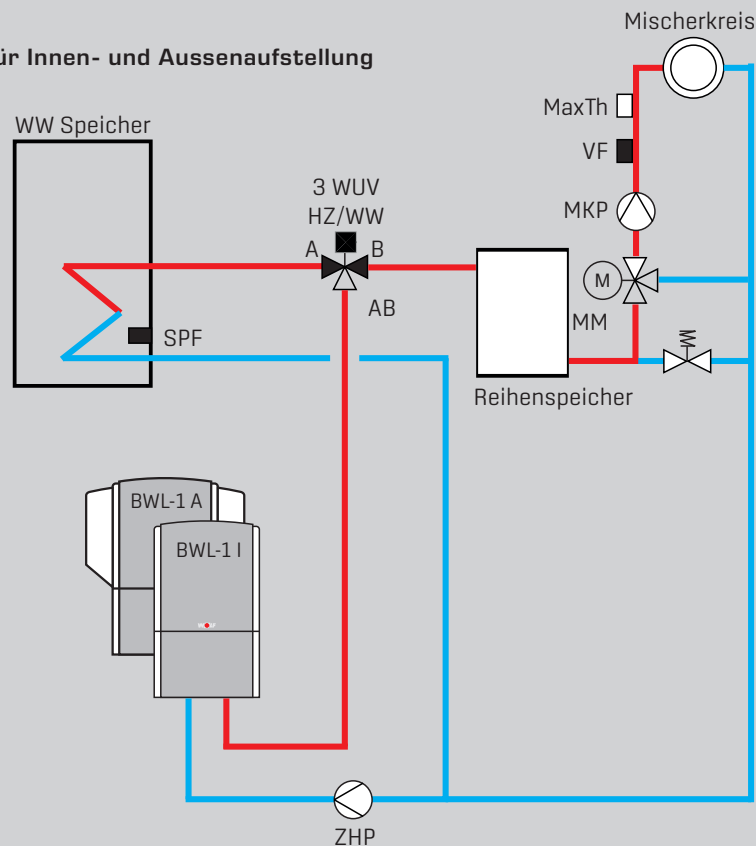 ür Innen- und Aussenaufstellung
Mischerkreis
WW Speicher
MaxTh
VF
3 WUV
HZ/WW
MKP
A
B
AB
M
MM
SPF
Reihenspeicher
BWL-1 A
BWL-1 I
ZHP